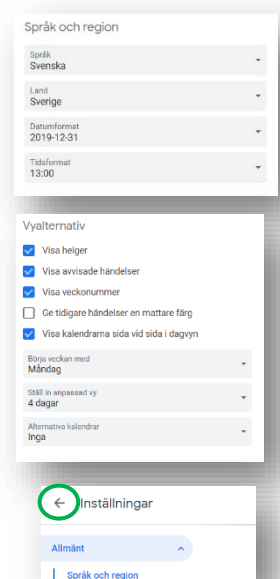 Språk och region
Språk
Svenska
Land
Sverige
Datumformat
2019-12-31
Tidsformat
13:00
Vyalternativ
Visa helger
Visa avvisade händelser
Visa veckonummer
Ge tidigare händelser en mattare färg
Visa kalendrarna sida vid sida i dagvyn
Börja veckan med
Måndag
Ställ in anpassad vy
4 dagar
Alternativa kalendrar
Inga
Inställningar
Allmänt
Språk och region